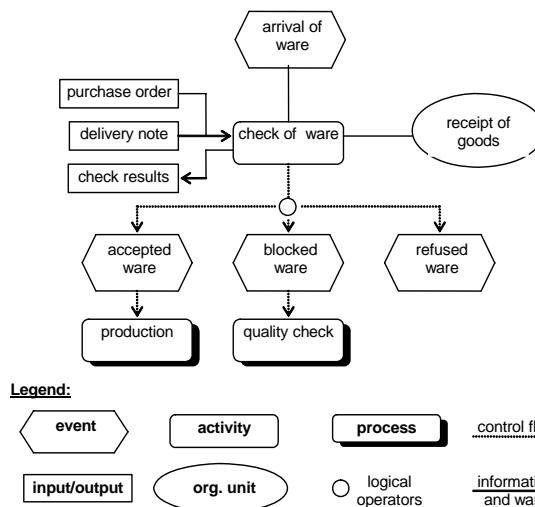 arrival of
ware
purchase order
delivery note
check of ware
receipt of
goods
check results
accepted
ware
blocked
ware
refused
ware
production
quality check
Legend:
event
activity
process
control fl
input/output
org. unit
logical
operators
informati
and war